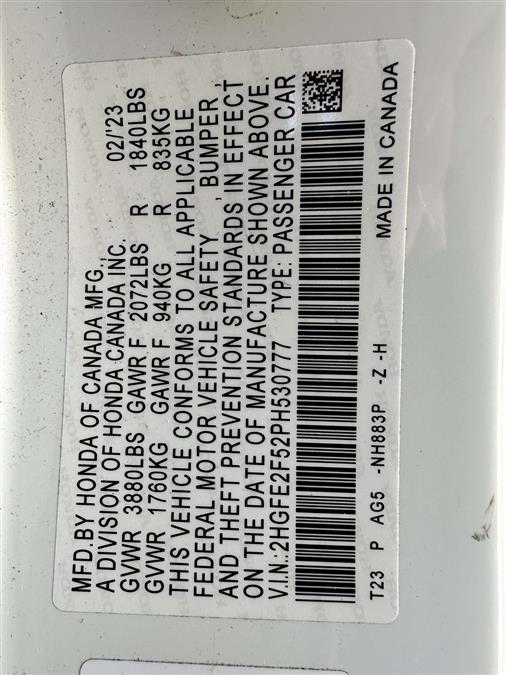 MFD.BY HONDA OF CANADA MFG.,
A DIVISION OF HONDA CANADA INC. 02/'23
GVWR 3880LBS GAWR F 2072LBS R 1840LBS
GVWR 1760KG GAWR F 940KG R 835KG
THIS VEHICLE CONFORMS TO ALL APPLICABLE
FEDERAL MOTOR VEHICLE SAFETY , BUMPER ,
AND THEFT PREVENTION STANDARDS IN EFFECT
ON THE DATE OF MANUFACTURE SHOWN ABOVE.
V.I.N.:2HGFE2F52PH530777 TYPE: PASSENGER CAR
T23 P AG5 -NH883P -Z -H MADE IN CANADA